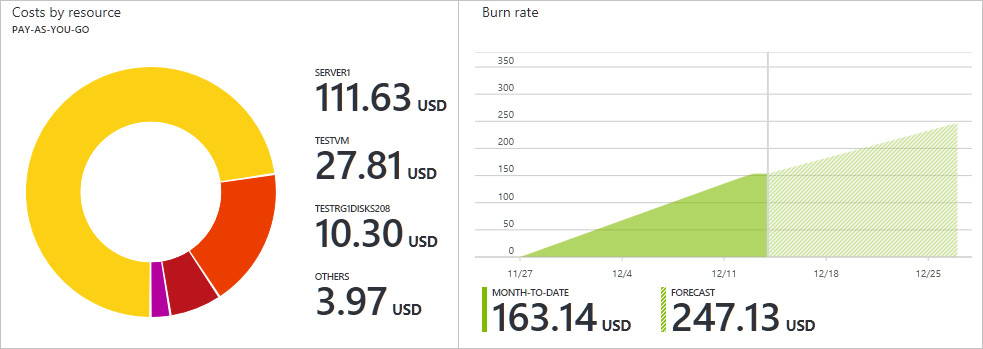 Costs by resource
PAY-AS-YOU-GO
SERVER1
111.63 USD
TESTVM
27.81 USD
TESTRG1DISKS208
10.30 USD
OTHERS
3.97 USD
Burn rate
350
300
250
200
150
100
50
0
11/27 12/4 12/11 12/18 12/25
MONTH-TO-DATE
163.14 USD
FORECAST
247.13 USD